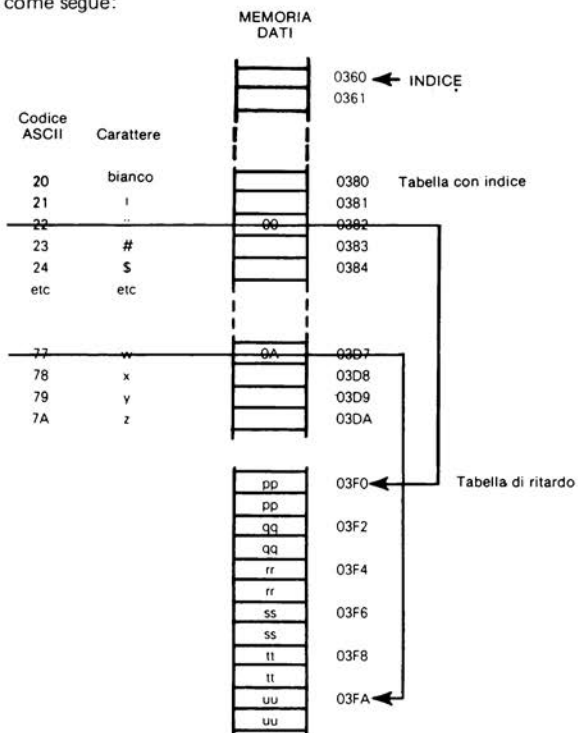 come segue:
MEMORIA
DATI
0360 INDICE
0361
Codice
ASCII Carattere
20 bianco 0380 Tabella con indice
21 ! 0381
22 " 00 0382
23 # 0383
24 $ 0384
etc etc
77 w 0A 03D7
78 x 03D8
79 y 03D9
7A z 03DA
pp 03F0 Tabella di ritardo
pp
qq 03F2
qq
rr 03F4
rr
ss 03F6
ss
tt 03F8
tt
uu 03FA
uu